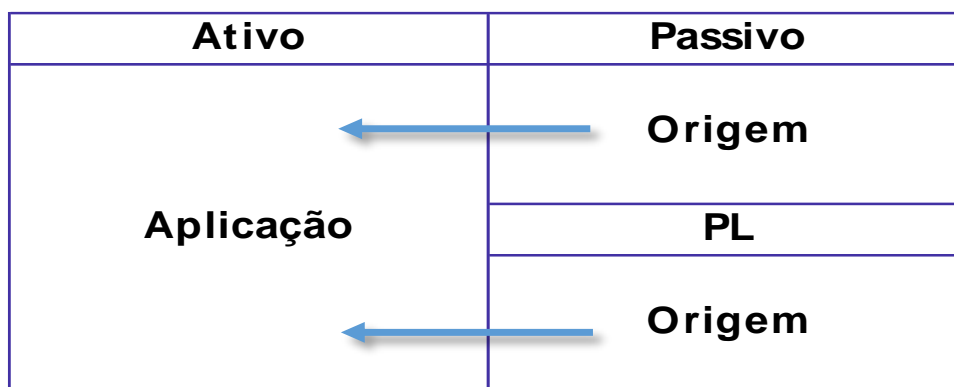 Ativo
Passivo
Origem
Aplicação
PL
Origem